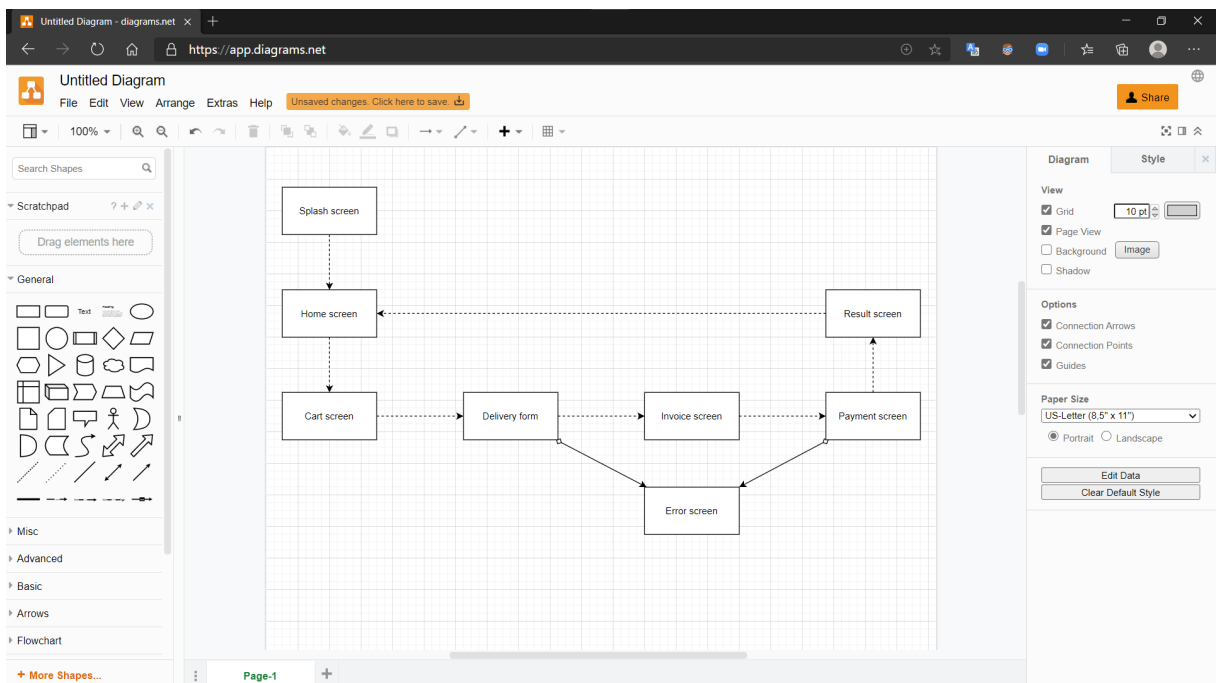 Untitled Diagram - diagrams.net
https://app.diagrams.net
Untitled Diagram
File Edit View Arrange Extras Help Unsaved changes. Click here to save.
Share
100%
Search Shapes
Scratchpad ?
Drag elements here
General
Text
Misc
Advanced
Basic
Arrows
Flowchart
+ More Shapes...
Splash screen
Home screen
Result screen
Cart screen
Delivery form
Invoice screen
Payment screen
Error screen
Page-1
Diagram Style
View
Grid 10 pt
Page View
Background Image
Shadow
Options
Connection Arrows
Connection Points
Guides
Paper Size
US-Letter (8,5" x 11")
Portrait Landscape
Edit Data
Clear Default Style